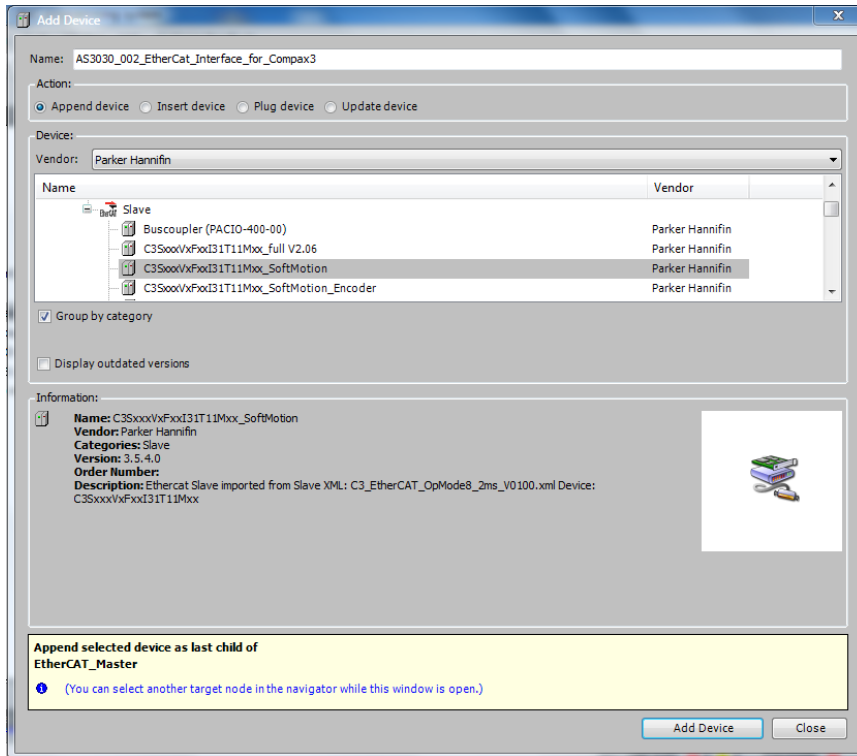 Add Device
X
Name: AS3030_002_EtherCat_Interface_for_Compax3
Action:
Append device Insert device Plug device Update device
Device:
Vendor: Parker Hannifin
Name Vendor
EtherCAT Slave
Buscoupler (PACIO-400-00) Parker Hannifin
C3SxxxVxFxxI31T11Mxx_full V2.06 Parker Hannifin
C3SxxxVxFxxI31T11Mxx_SoftMotion Parker Hannifin
C3SxxxVxFxxI31T11Mxx_SoftMotion_Encoder Parker Hannifin
Group by category
Display outdated versions
Information:
Name: C3SxxxVxFxxI31T11Mxx_SoftMotion
Vendor: Parker Hannifin
Categories: Slave
Version: 3.5.4.0
Order Number:
Description: Ethercat Slave imported from Slave XML: C3_EtherCAT_OpMode8_2ms_V0100.xml Device:
C3SxxxVxFxxI31T11Mxx
Append selected device as last child of
EtherCAT_Master
(You can select another target node in the navigator while this window is open.)
Add Device Close